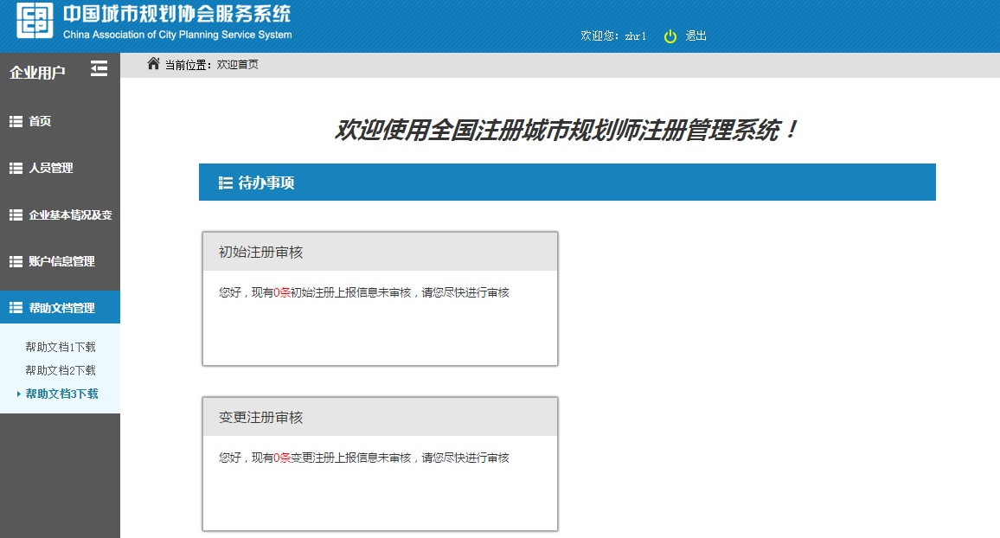 中国城市规划协会服务系统
China Association of City Planning Service System
欢迎您：zhr1 退出
企业用户
当前位置：欢迎首页
首页
人员管理
企业基本情况及变
账户信息管理
帮助文档管理
帮助文档1下载
帮助文档2下载
帮助文档3下载
欢迎使用全国注册城市规划师注册管理系统！
待办事项
初始注册审核
您好，现有0条初始注册上报信息未审核，请您尽快进行审核
变更注册审核
您好，现有0条变更注册上报信息未审核，请您尽快进行审核